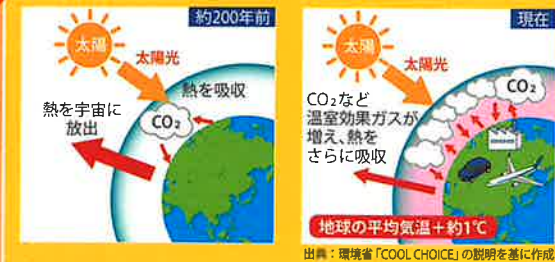 約200年前
太陽
太陽光
熱を吸収
熱を宇宙に
放出
CO₂
現在
太陽
太陽光
CO₂
CO₂など
温室効果ガスが
増え、熱を
さらに吸収
地球の平均気温＋約1℃
出典：環境省「COOL CHOICE」の説明を基に作成